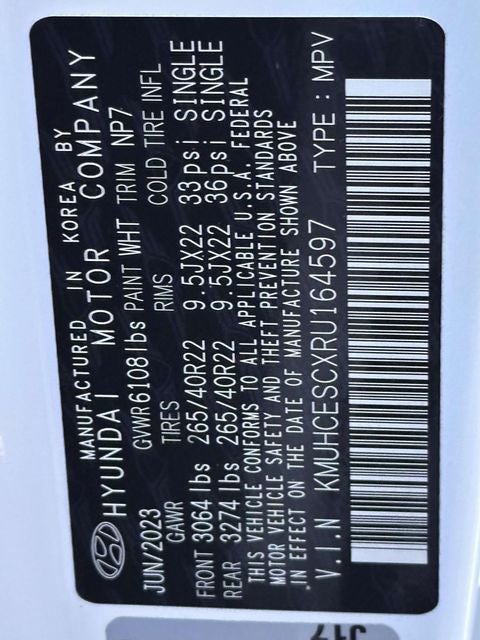 MANUFACTURED IN KOREA BY
HYUNDAI MOTOR COMPANY
JUN/2023 GVWR 6108 lbs PAINT WHT TRIM NP7
GAWR TIRES RIMS COLD TIRE INFL
FRONT 3064 lbs 265/40R22 9.5JX22 33psi SINGLE
REAR 3274 lbs 265/40R22 9.5JX22 36psi SINGLE
THIS VEHICLE CONFORMS TO ALL APPLICABLE U.S.A. FEDERAL
MOTOR VEHICLE SAFETY AND THEFT PREVENTION STANDARDS
.IN EFFECT ON THE DATE OF MANUFACTURE SHOWN ABOVE
V.I.N KMUHCESCXRU164597 TYPE : MPV